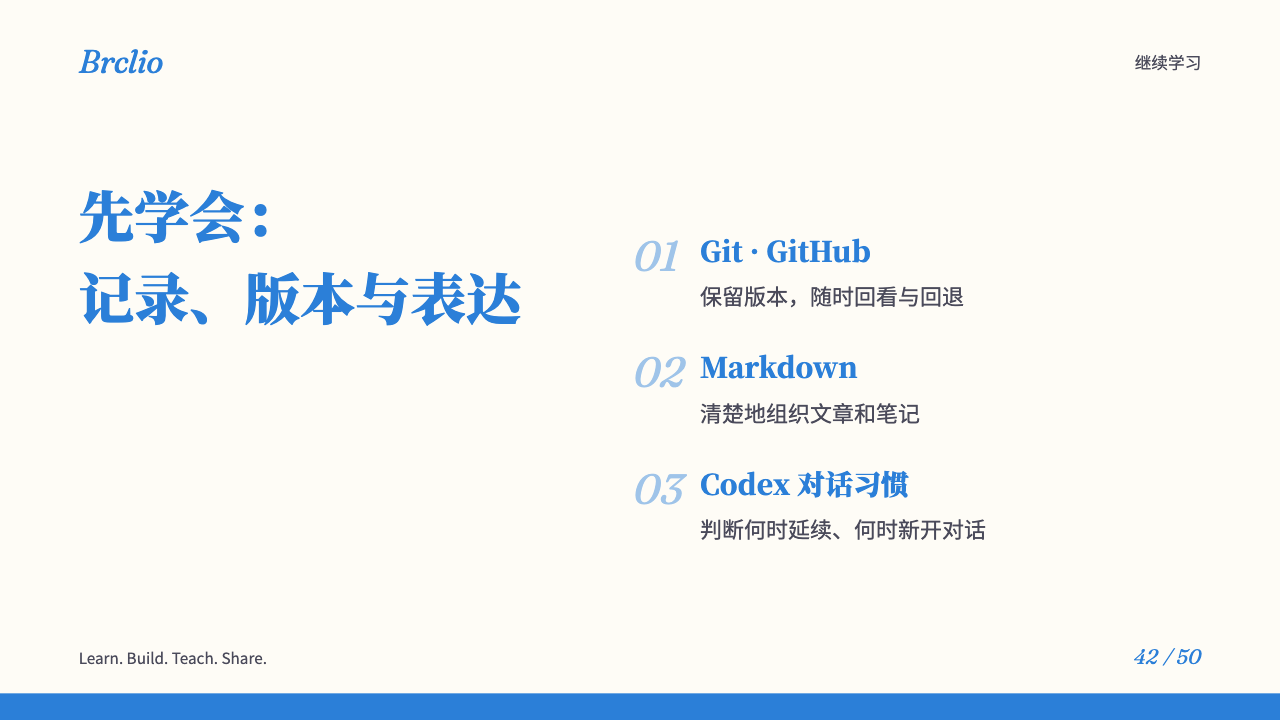 Brclio
继续学习
先学会：
记录、版本与表达
01 Git · GitHub
保留版本，随时回看与回退
02 Markdown
清楚地组织文章和笔记
03 Codex 对话习惯
判断何时延续、何时新开对话
Learn. Build. Teach. Share.
42 / 50